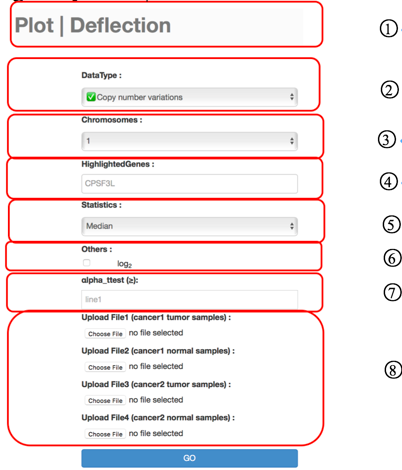 Plot | Deflection
①
DataType :
✅ Copy number variations
②
Chromosomes :
1
③
HighlightedGenes :
CPSF3L
④
Statistics :
Median
⑤
Others :
log₂
⑥
alpha_ttest (≥):
line1
⑦
Upload File1 (cancer1 tumor samples) :
Choose File no file selected
Upload File2 (cancer1 normal samples) :
Choose File no file selected
Upload File3 (cancer2 tumor samples) :
Choose File no file selected
⑧
Upload File4 (cancer2 normal samples) :
Choose File no file selected
GO